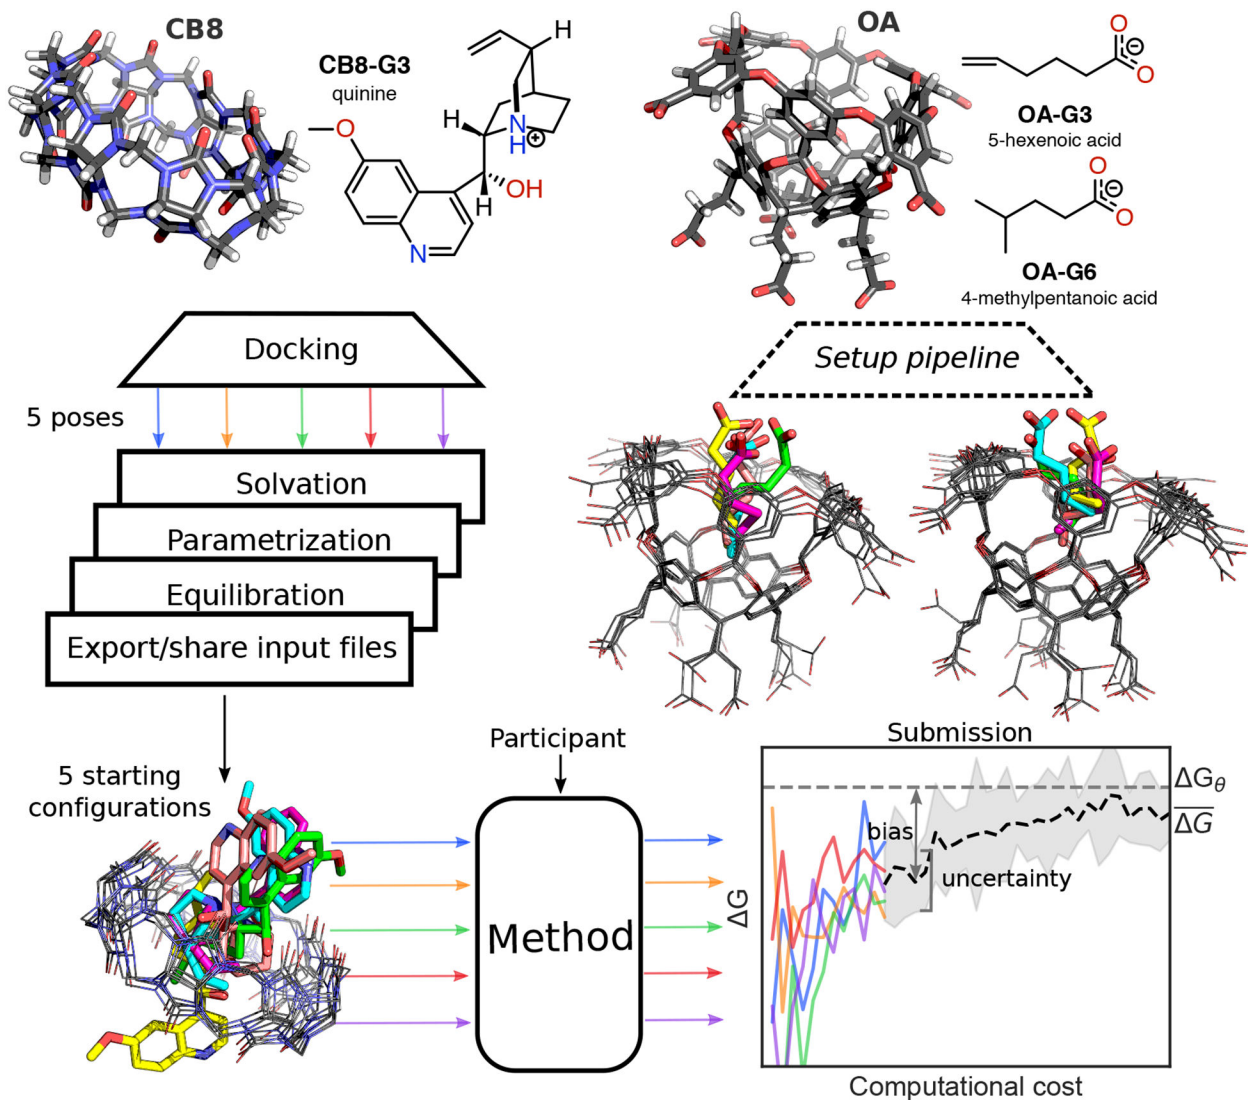 CB8
CB8-G3
quinine
H
H
N
H
⊕
O
OH
H
N
OA
⊖
O
O
OA-G3
5-hexenoic acid
⊖
O
O
OA-G6
4-methylpentanoic acid
Docking
Setup pipeline
5 poses
Solvation
Parametrization
Equilibration
Export/share input files
5 starting
configurations
Participant
Method
Submission
ΔG
bias
uncertainty
ΔGθ
ΔG
Computational cost